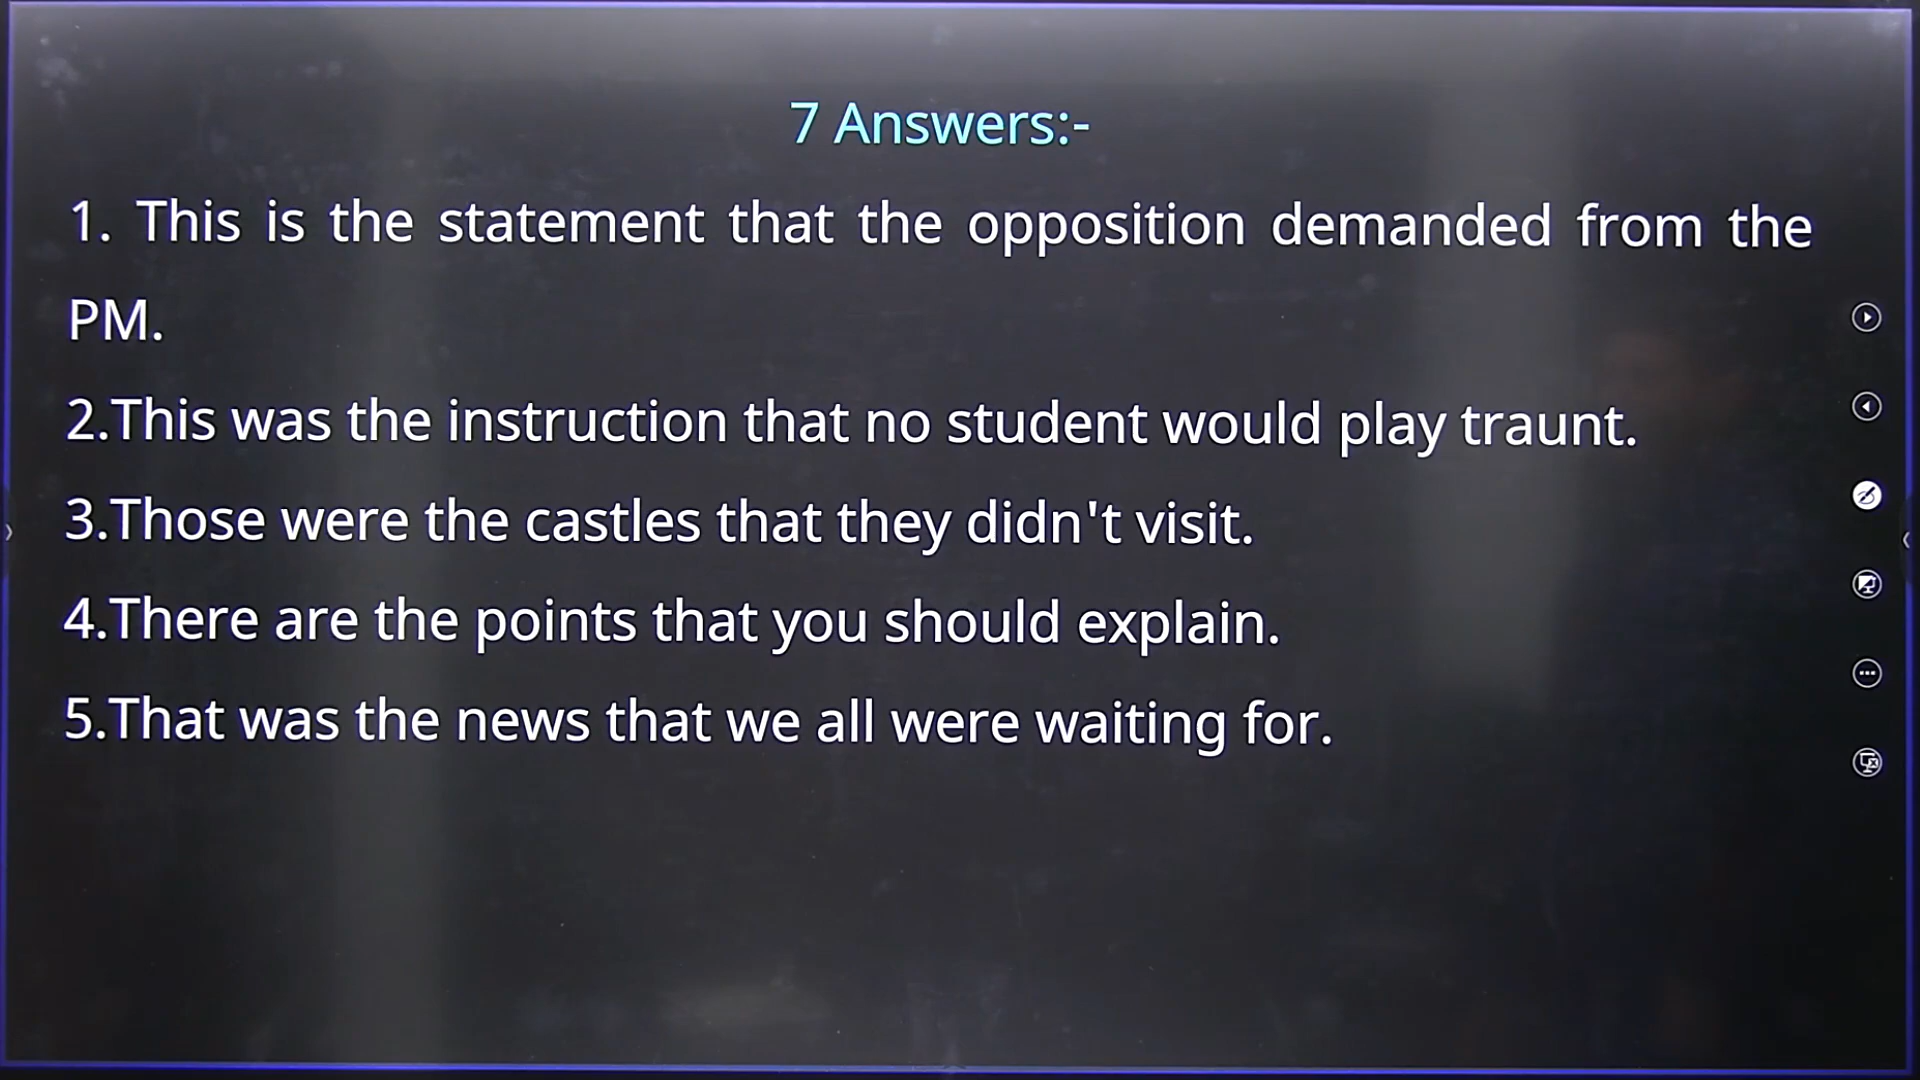 7 Answers:-
1. This is the statement that the opposition demanded from the
PM.
2.This was the instruction that no student would play traunt.
3.Those were the castles that they didn't visit.
4.There are the points that you should explain.
5.That was the news that we all were waiting for.